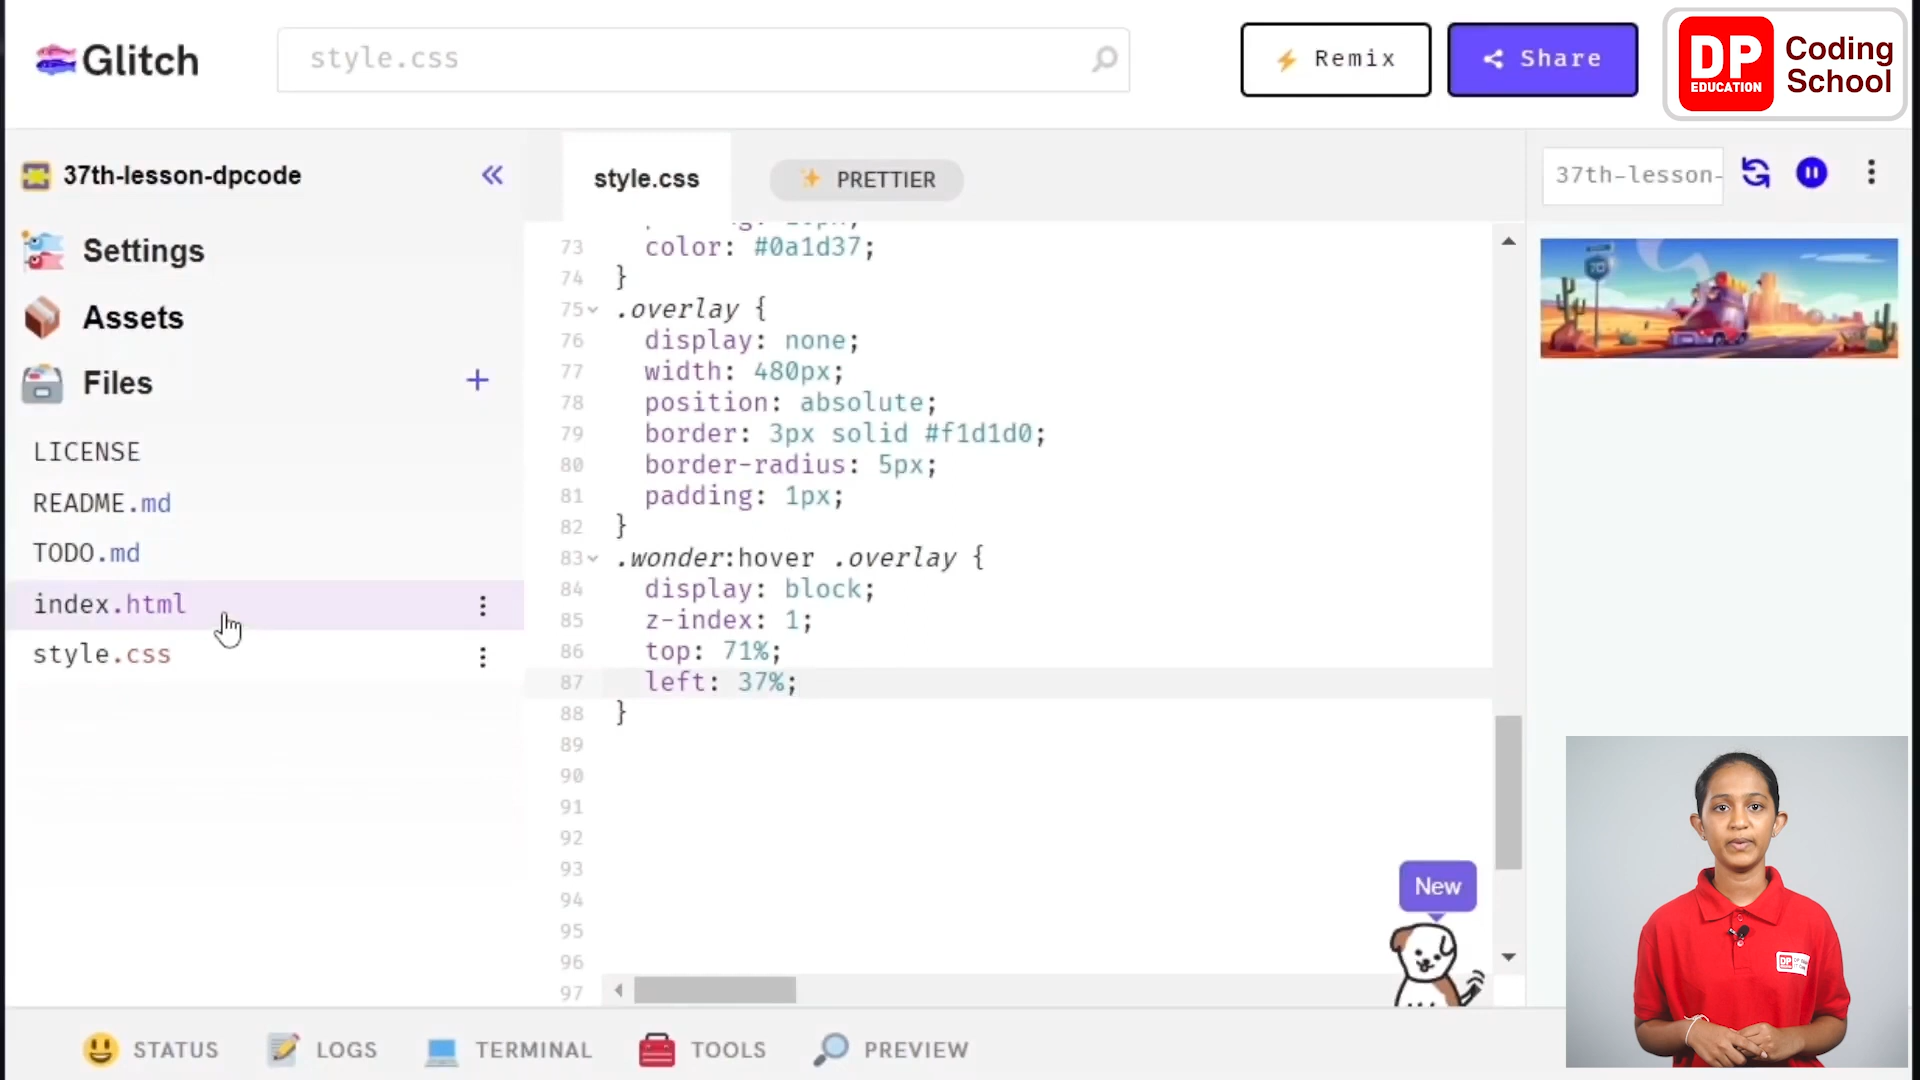 Glitch
style.css
Remix
Share
DP
EDUCATION
Coding
School
37th-lesson-dpcode
Settings
Assets
Files
LICENSE
README.md
TODO.md
index.html
style.css
style.css
PRETTIER
73 color: #0a1d37;
74 }
75 .overlay {
76 display: none;
77 width: 480px;
78 position: absolute;
79 border: 3px solid #f1d1d0;
80 border-radius: 5px;
81 padding: 1px;
82 }
83 .wonder:hover .overlay {
84 display: block;
85 z-index: 1;
86 top: 71%;
87 left: 37%;
88 }
89
90
91
92
93
94
95
96
97
37th-lesson-
70
New
STATUS
LOGS
TERMINAL
TOOLS
PREVIEW